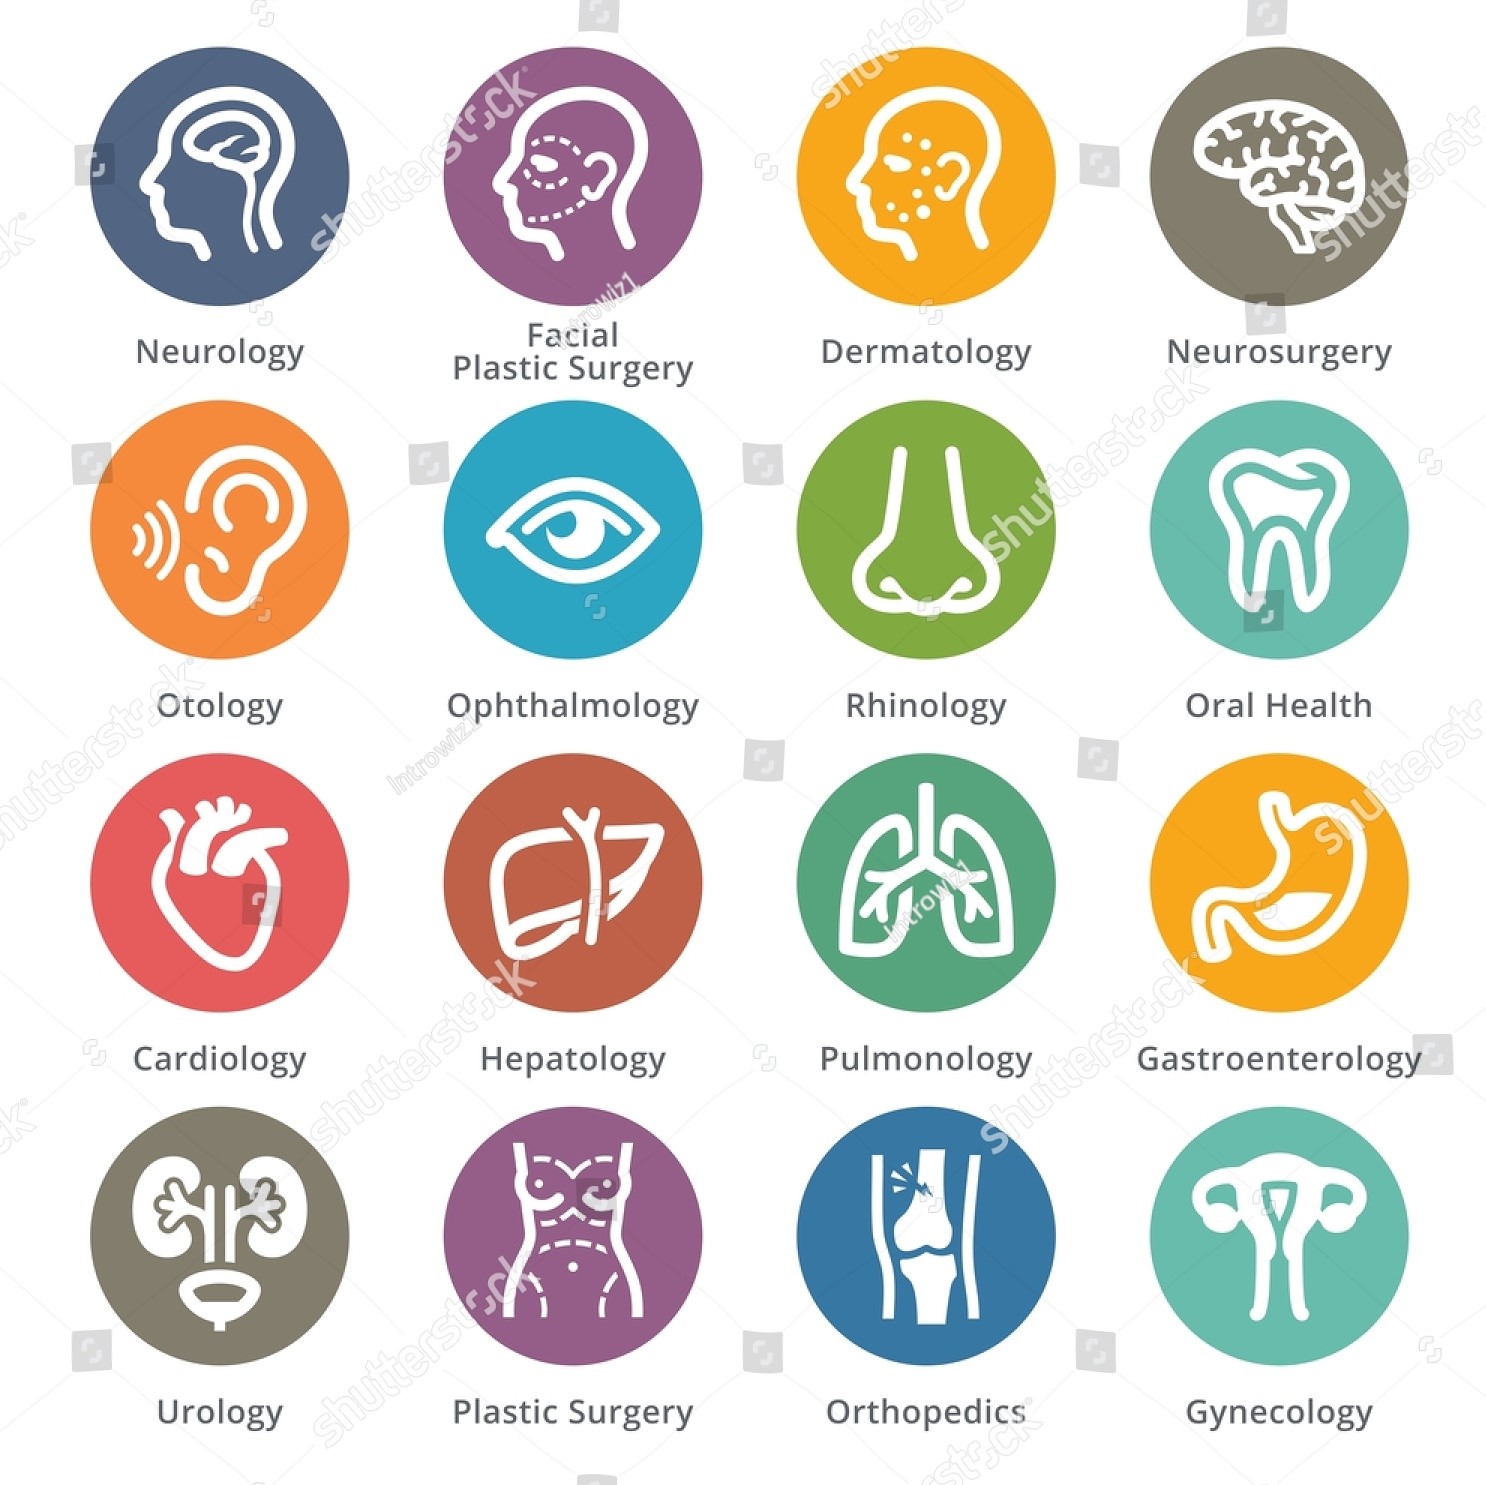 Neurology
Facial
Plastic Surgery
Dermatology
Neurosurgery
Otology
Ophthalmology
Rhinology
Oral Health
Cardiology
Hepatology
Pulmonology
Gastroenterology
Urology
Plastic Surgery
Orthopedics
Gynecology
shutterstock
Introwiz1